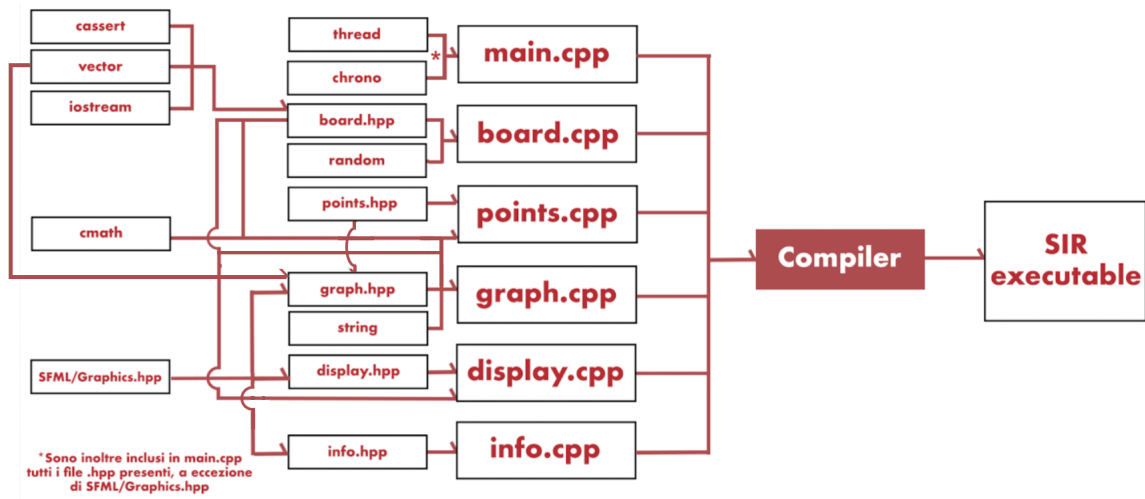 cassert
vector
iostream
cmath
SFML/Graphics.hpp
thread
*
chrono
board.hpp
random
points.hpp
graph.hpp
string
display.hpp
info.hpp
main.cpp
board.cpp
points.cpp
graph.cpp
display.cpp
info.cpp
Compiler
SIR
executable
*Sono inoltre inclusi in main.cpp
tutti i file .hpp presenti, a eccezione
di SFML/Graphics.hpp